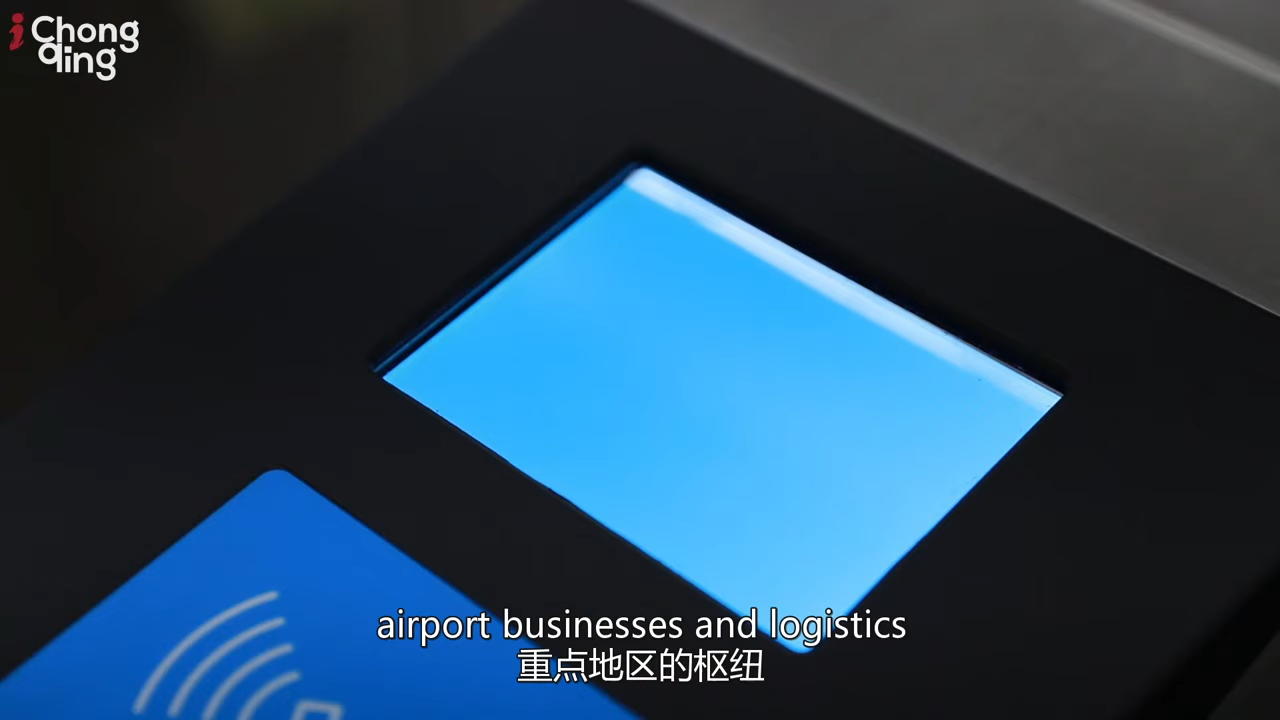 iChong
Qing
airport businesses and logistics
重点地区的枢纽